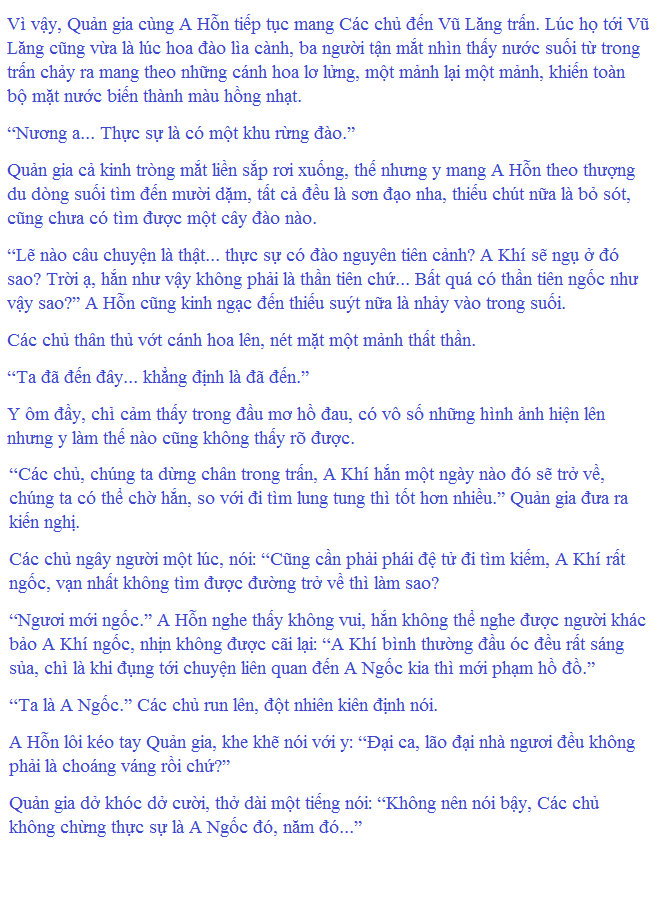 Vì vậy, Quản gia cùng A Hỗn tiếp tục mang Các chủ đến Vũ Lăng trấn. Lúc họ tới Vũ
Lăng cũng vừa là lúc hoa đào lìa cành, ba người tận mắt nhìn thấy nước suối từ trong
trấn chảy ra mang theo những cánh hoa lơ lửng, một mảnh lại một mảnh, khiến toàn
bộ mặt nước biến thành màu hồng nhạt.
“Nương a... Thực sự là có một khu rừng đào.”
Quản gia cả kinh tròng mắt liền sắp rơi xuống, thế nhưng y mang A Hỗn theo thượng
du dòng suối tìm đến mười dặm, tất cả đều là sơn đạo nha, thiếu chút nữa là bỏ sót,
cũng chưa có tìm được một cây đào nào.
“Lẽ nào câu chuyện là thật... thực sự có đào nguyên tiên cảnh? A Khí sẽ ngụ ở đó
sao? Trời ạ, hắn như vậy không phải là thần tiên chứ... Bất quá có thần tiên ngốc như
vậy sao?” A Hỗn cũng kinh ngạc đến thiếu suýt nữa là nhảy vào trong suối.
Các chủ thân thủ vớt cánh hoa lên, nét mặt một mảnh thất thần.
“Ta đã đến đây... khẳng định là đã đến.”
Y ôm đầy, chỉ cảm thấy trong đầu mơ hồ đau, có vô số những hình ảnh hiện lên
nhưng y làm thế nào cũng không thấy rõ được.
“Các chủ, chúng ta dừng chân trong trấn, A Khí hắn một ngày nào đó sẽ trở về,
chúng ta có thể chờ hắn, so với đi tìm lung tung thì tốt hơn nhiều.” Quản gia đưa ra
kiến nghị.
Các chủ ngây người một lúc, nói: “Cũng cần phải phái đệ tử đi tìm kiếm, A Khí rất
ngốc, vạn nhất không tìm được đường trở về thì làm sao?
“Ngươi mới ngốc.” A Hỗn nghe thấy không vui, hắn không thể nghe được người khác
bảo A Khí ngốc, nhịn không được cãi lại: “A Khí bình thường đầu óc đều rất sáng
sủa, chỉ là khi đụng tới chuyện liên quan đến A Ngốc kia thì mới phạm hồ đồ.”
“Ta là A Ngốc.” Các chủ run lên, đột nhiên kiên định nói.
A Hỗn lôi kéo tay Quản gia, khe khẽ nói với y: “Đại ca, lão đại nhà ngươi đều không
phải là choáng váng rồi chứ?”
Quản gia dở khóc dở cười, thở dài một tiếng nói: “Không nên nói bậy, Các chủ
không chừng thực sự là A Ngốc đó, năm đó...”